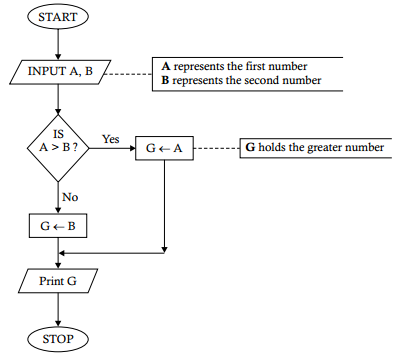 START
INPUT A, B
A represents the first number
B represents the second number
IS
A > B ?
Yes
G ← A
G holds the greater number
No
G ← B
Print G
STOP